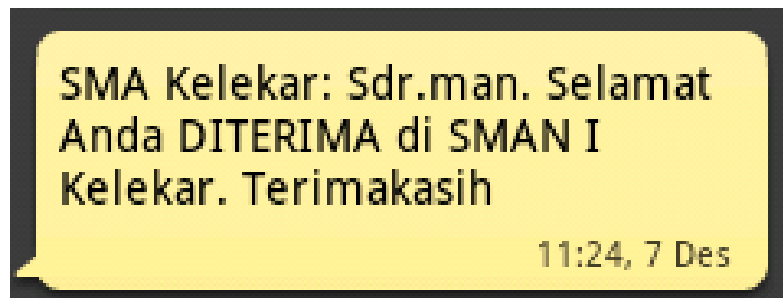 SMA Kelekar: Sdr.man. Selamat
Anda DITERIMA di SMAN I
Kelekar. Terimakasih
11:24, 7 Des